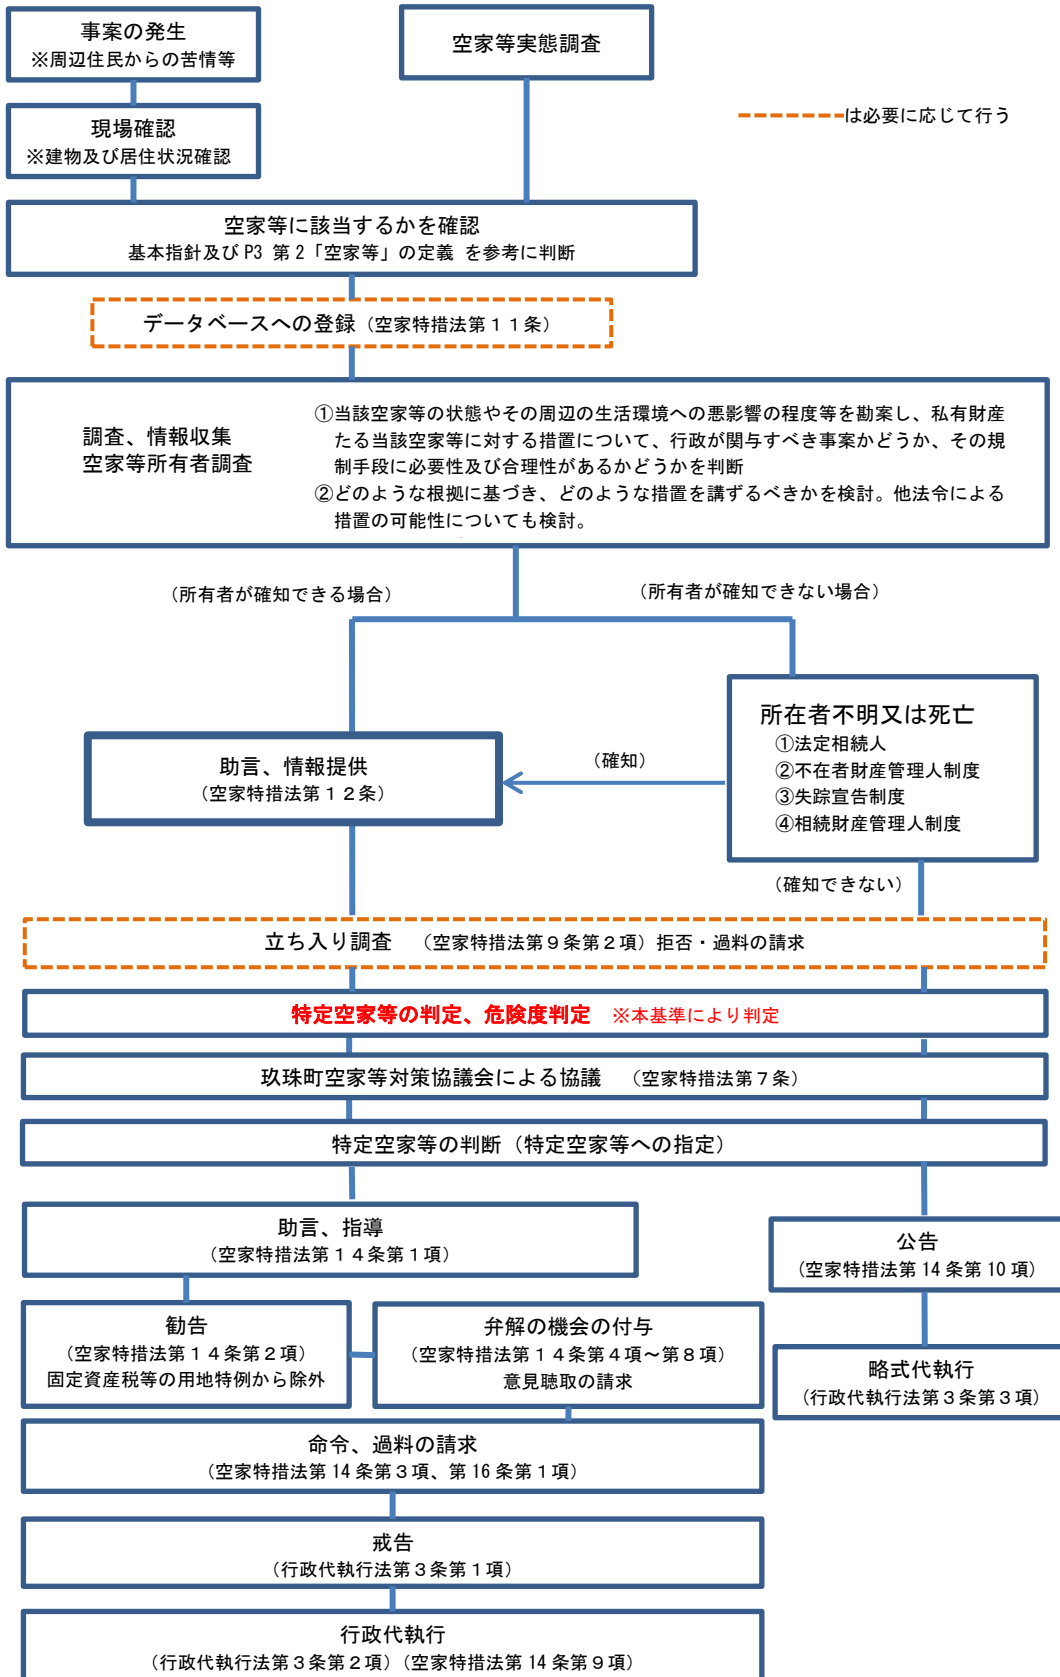 事案の発生
※周辺住民からの苦情等
空家等実態調査
は必要に応じて行う
現場確認
※建物及び居住状況確認
空家等に該当するかを確認
基本指針及び P3 第2「空家等」の定義 を参考に判断
データベースへの登録（空家特措法第１１条）
調査、情報収集
空家等所有者調査
①当該空家等の状態やその周辺の生活環境への悪影響の程度等を勘案し、私有財産
たる当該空家等に対する措置について、行政が関与すべき事案かどうか、その規
制手段に必要性及び合理性があるかどうかを判断
②どのような根拠に基づき、どのような措置を講ずるべきかを検討。他法令による
措置の可能性についても検討。
（所有者が確知できる場合）
（所有者が確知できない場合）
所在者不明又は死亡
①法定相続人
②不在者財産管理人制度
③失踪宣告制度
④相続財産管理人制度
助言、情報提供
（空家特措法第１２条）
（確知）
（確知できない）
立ち入り調査　（空家特措法第９条第２項）拒否・過料の請求
特定空家等の判定、危険度判定　※本基準により判定
玖珠町空家等対策協議会による協議　（空家特措法第７条）
特定空家等の判断（特定空家等への指定）
助言、指導
（空家特措法第１４条第１項）
公告
（空家特措法第 14 条第 10 項）
勧告
（空家特措法第１４条第２項）
固定資産税等の用地特例から除外
弁解の機会の付与
（空家特措法第１４条第４項～第８項）
意見聴取の請求
略式代執行
（行政代執行法第３条第３項）
命令、過料の請求
（空家特措法第 14 条第３項、第 16 条第１項）
戒告
（行政代執行法第３条第１項）
行政代執行
（行政代執行法第３条第２項）（空家特措法第 14 条第９項）